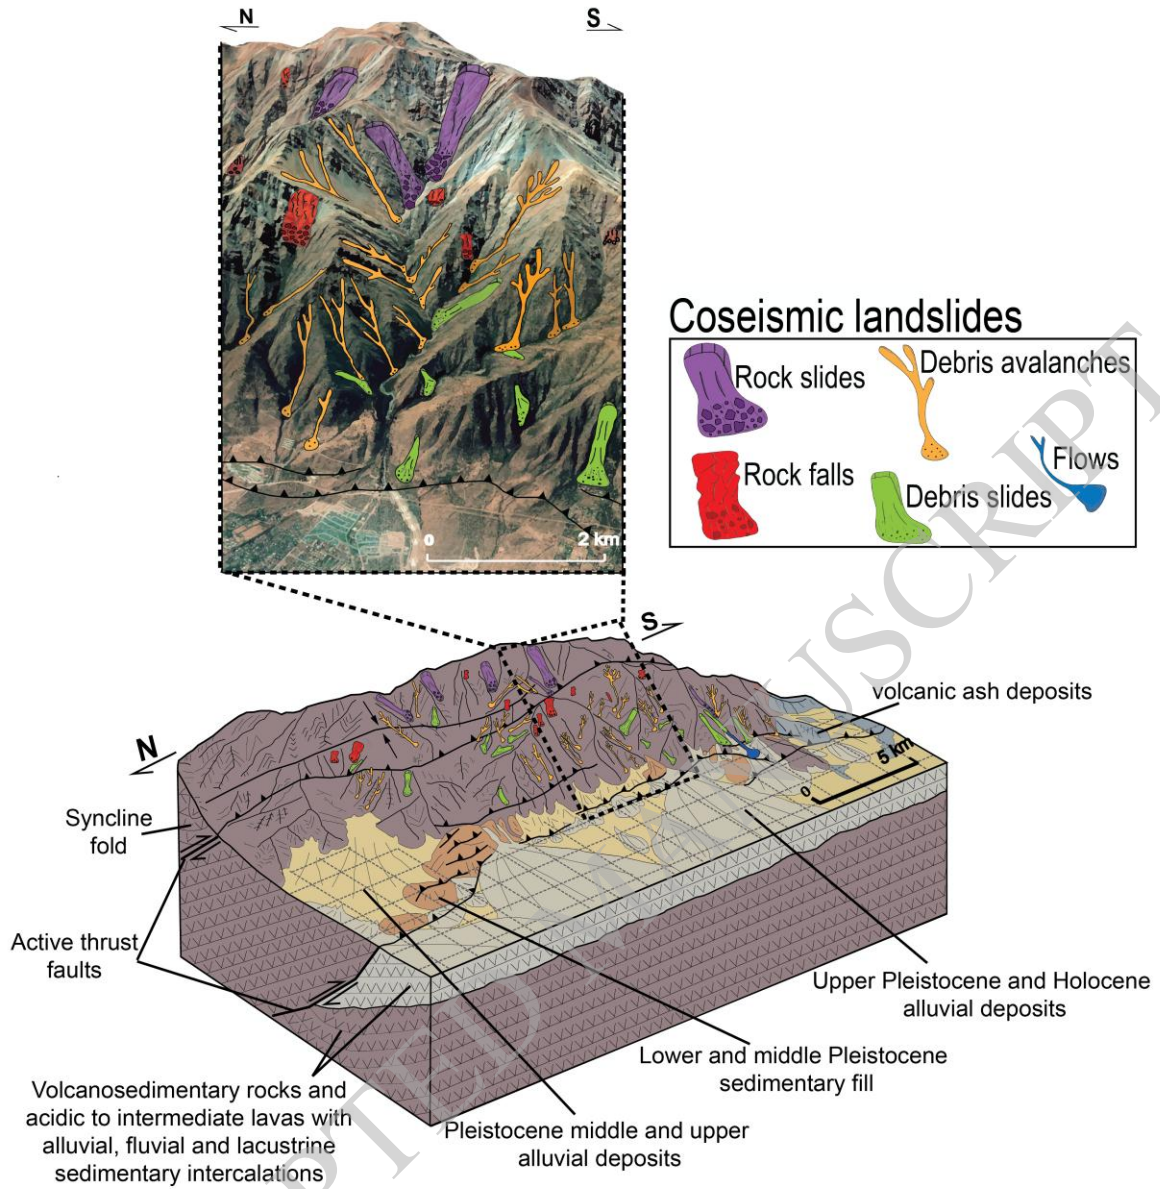 N
S
Coseismic landslides
Rock slides
Debris avalanches
Rock falls
Debris slides
Flows
0
2 km
S
N
volcanic ash deposits
0
5 km
Syncline
fold
Active thrust
faults
Upper Pleistocene and Holocene
alluvial deposits
Lower and middle Pleistocene
sedimentary fill
Volcanosedimentary rocks and
acidic to intermediate lavas with
alluvial, fluvial and lacustrine
sedimentary intercalations
Pleistocene middle and upper
alluvial deposits
PTED MANUSCRIPT